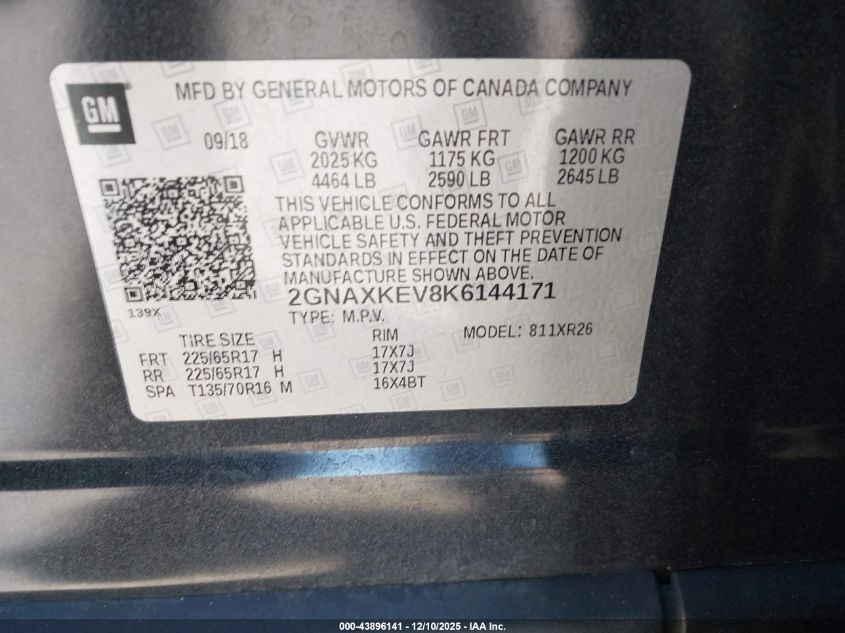 MFD BY GENERAL MOTORS OF CANADA COMPANY
GM
09/18 GVWR GAWR FRT GAWR RR
2025 KG 1175 KG 1200 KG
4464 LB 2590 LB 2645 LB
THIS VEHICLE CONFORMS TO ALL
APPLICABLE U.S. FEDERAL MOTOR
VEHICLE SAFETY AND THEFT PREVENTION
STANDARDS IN EFFECT ON THE DATE OF
MANUFACTURE SHOWN ABOVE.
2GNAXKEV8K6144171
139X
TYPE: M.P.V.
TIRE SIZE RIM MODEL: 811XR26
FRT 225/65R17 H 17X7J
RR 225/65R17 H 17X7J
SPA T135/70R16 M 16X4BT
000-43896141 - 12/10/2025 - IAA Inc.